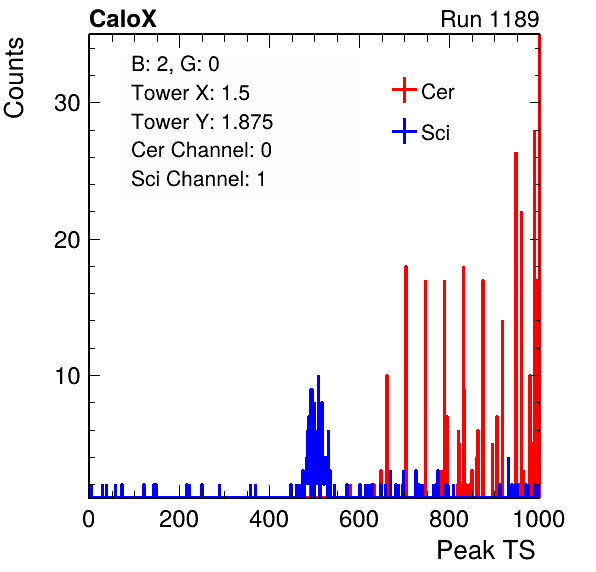 CaloX Run 1189
Counts
B: 2, G: 0
Tower X: 1.5
Tower Y: 1.875
Cer Channel: 0
Sci Channel: 1
Cer
Sci
30
20
10
0 200 400 600 800 1000
Peak TS